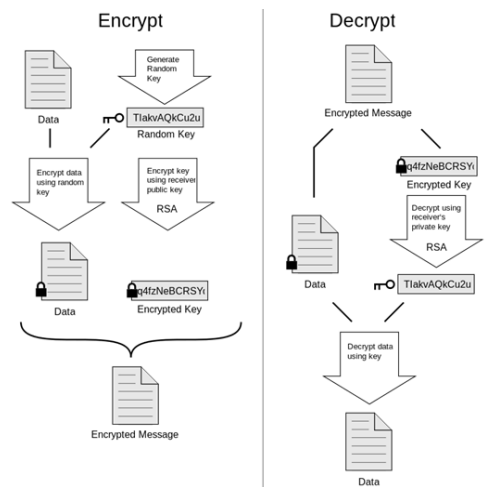 Encrypt
Generate
Random
Key
Data
TIakvAQkCu2u
Random Key
Encrypt data
using random
key
Encrypt key
using receiver
public key
RSA
Data
q4fzNeBCRSY
Encrypted Key
Encrypted Message
Decrypt
Encrypted Message
q4fzNeBCRSY
Encrypted Key
Decrypt using
receiver's
private key
RSA
Data
TIakvAQkCu2u
Decrypt data
using key
Data